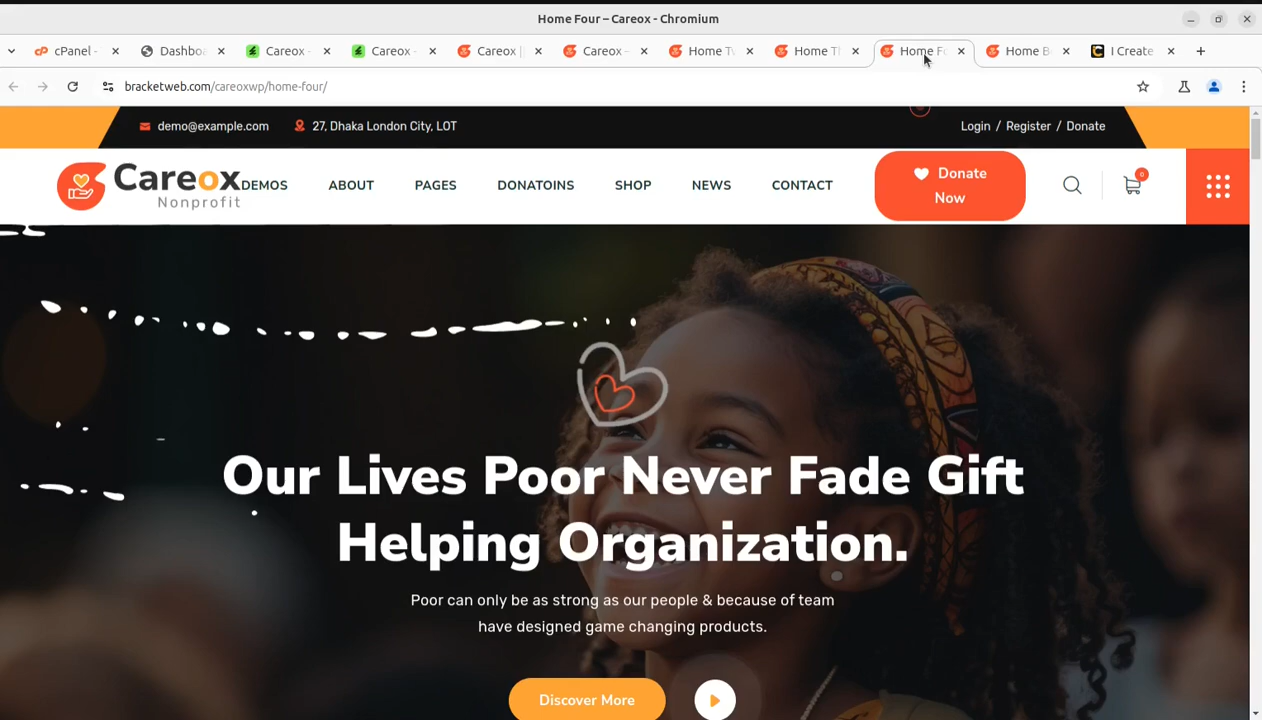 Home Four – Careox - Chromium
cPanel -
Dashbo
Careox -
Careox -
Careox |
Careox –
Home Tw
Home Th
Home Fo
Home B
I Create
bracketweb.com/careoxwp/home-four/
demo@example.com
27, Dhaka London City, LOT
Login / Register / Donate
Careox
Nonprofit
DEMOS
ABOUT
PAGES
DONATOINS
SHOP
NEWS
CONTACT
Donate
Now
0
Our Lives Poor Never Fade Gift
Helping Organization.
Poor can only be as strong as our people & because of team
have designed game changing products.
Discover More